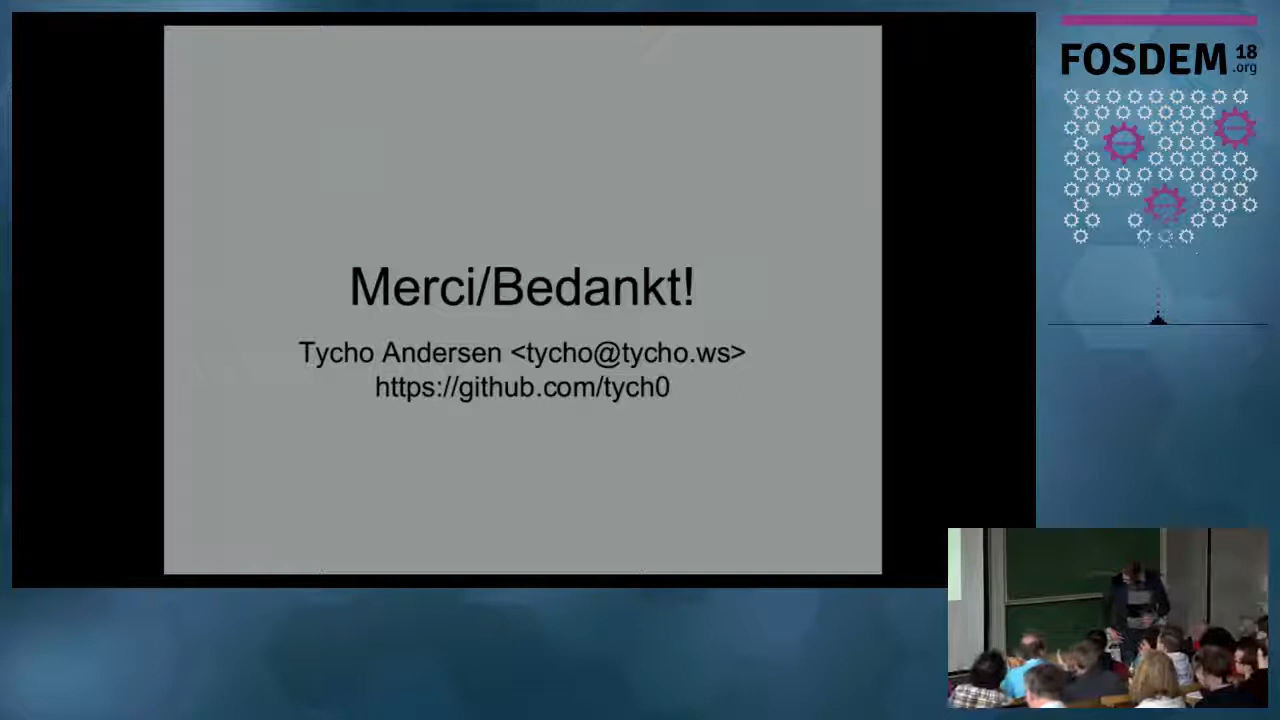 Merci/Bedankt!
Tycho Andersen <tycho@tycho.ws>
https://github.com/tych0
FOSDEM 18
.org